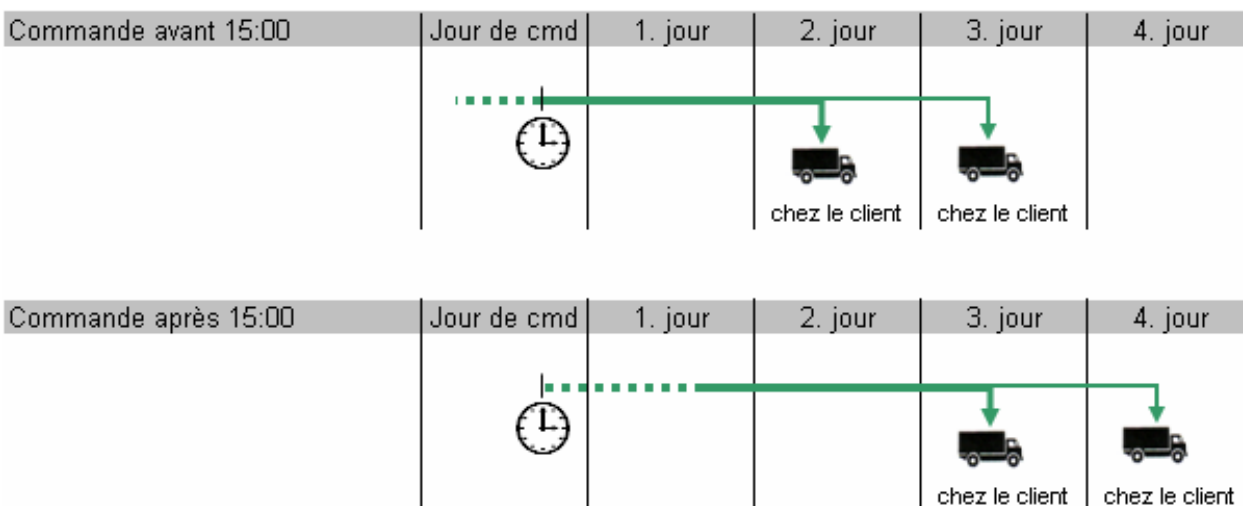 Commande avant 15:00 Jour de cmd 1. jour 2. jour 3. jour 4. jour
chez le client chez le client
Commande après 15:00 Jour de cmd 1. jour 2. jour 3. jour 4. jour
chez le client chez le client